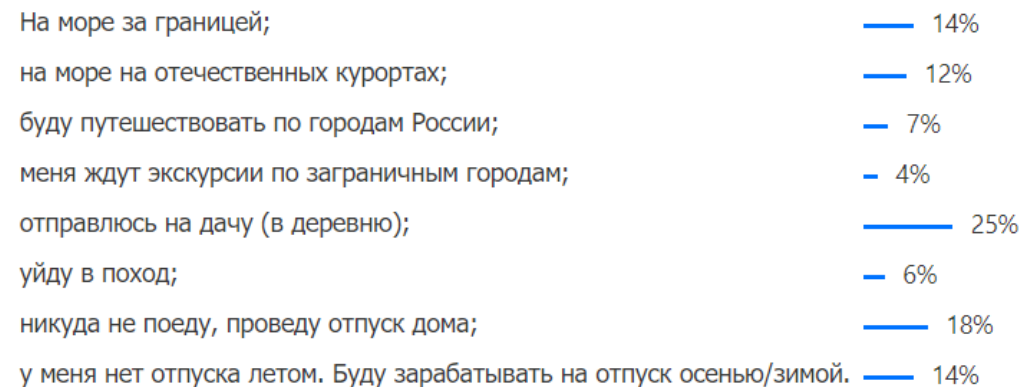 На море за границей; 14%
на море на отечественных курортах; 12%
буду путешествовать по городам России; 7%
меня ждут экскурсии по заграничным городам; 4%
отправлюсь на дачу (в деревню); 25%
уйду в поход; 6%
никуда не поеду, проведу отпуск дома; 18%
у меня нет отпуска летом. Буду зарабатывать на отпуск осенью/зимой. 14%